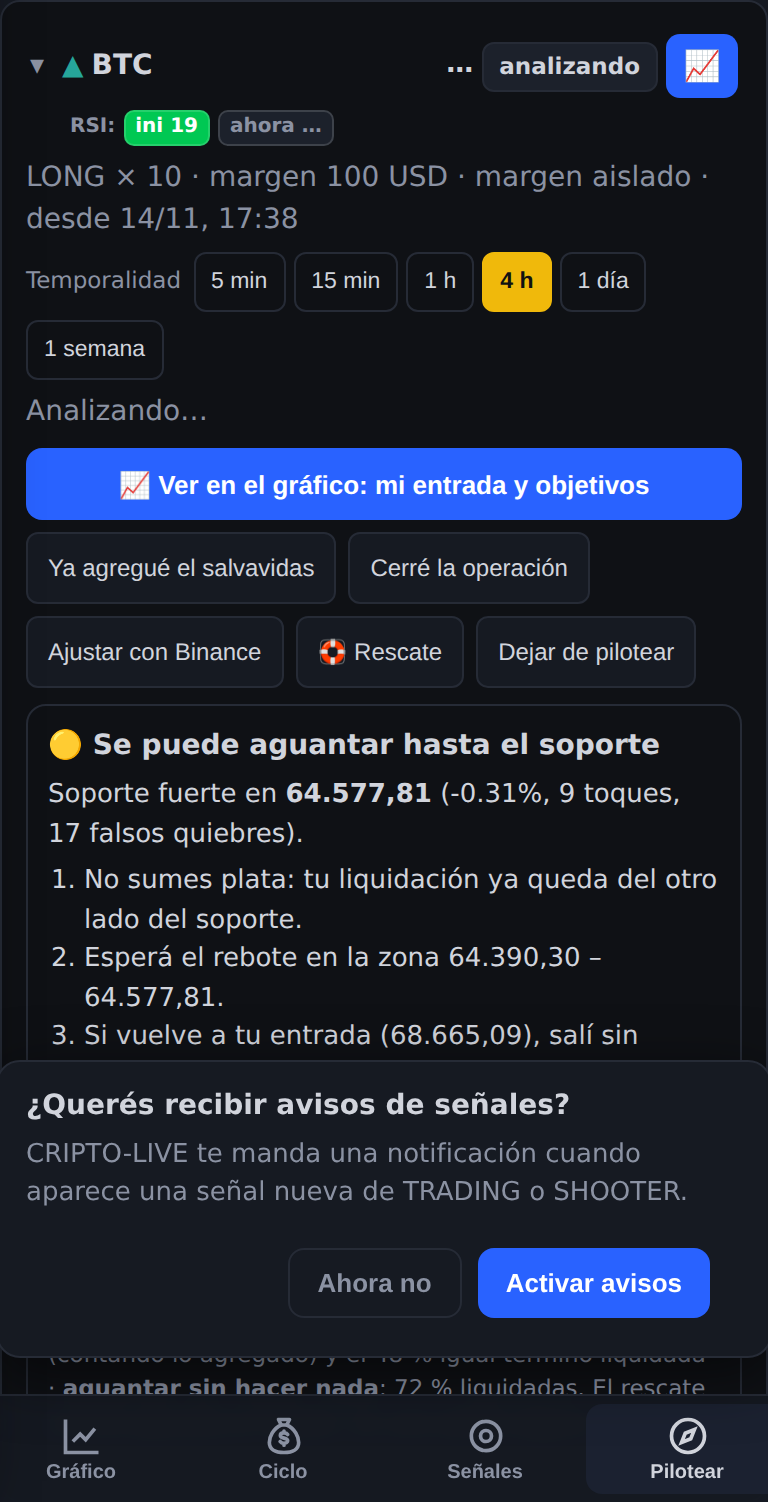 BTC
... analizando
RSI: ini 19 ahora ...
LONG × 10 · margen 100 USD · margen aislado ·
desde 14/11, 17:38
Temporalidad 5 min 15 min 1 h 4 h 1 día
1 semana
Analizando...
Ver en el gráfico: mi entrada y objetivos
Ya agregué el salvavidas Cerré la operación
Ajustar con Binance Rescate Dejar de pilotear
Se puede aguantar hasta el soporte
Soporte fuerte en 64.577,81 (-0.31%, 9 toques,
17 falsos quiebres).
1. No sumes plata: tu liquidación ya queda del otro
lado del soporte.
2. Esperá el rebote en la zona 64.390,30 –
64.577,81.
3. Si vuelve a tu entrada (68.665,09), salí sin
¿Querés recibir avisos de señales?
CRIPTO-LIVE te manda una notificación cuando
aparece una señal nueva de TRADING o SHOOTER.
Ahora no Activar avisos
· aguantar sin hacer nada: 72 % liquidadas. El rescate
Gráfico Ciclo Señales Pilotear